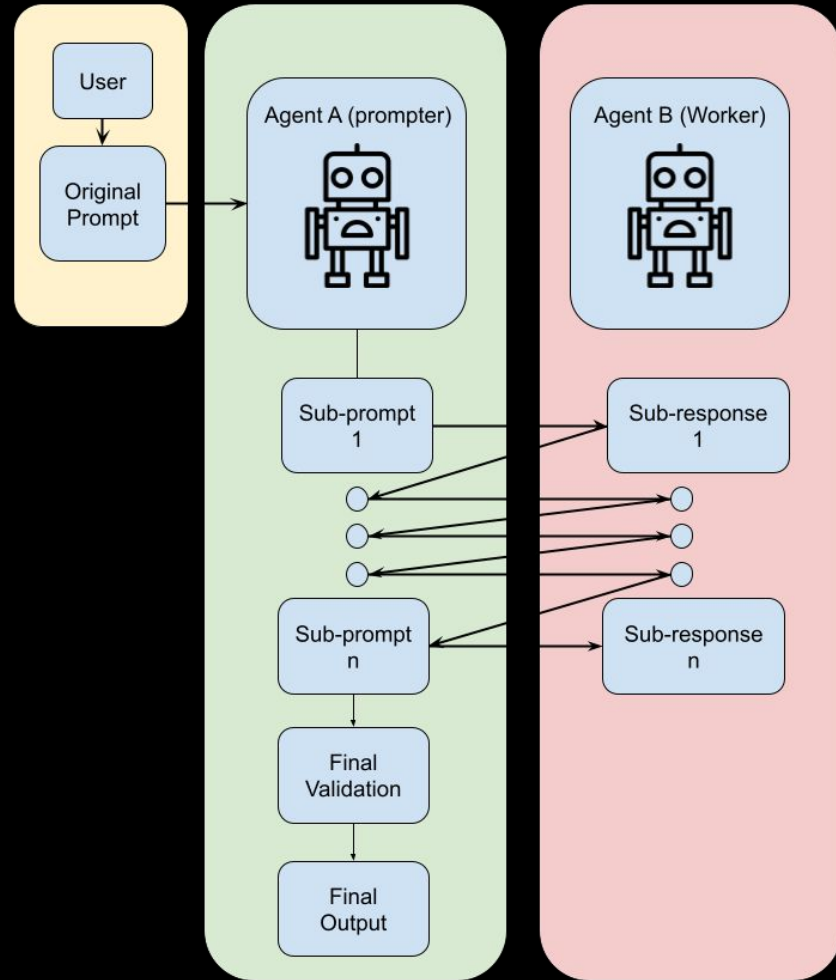 User
Original
Prompt
Agent A (prompter)
Agent B (Worker)
Sub-prompt
1
Sub-response
1
Sub-prompt
n
Sub-response
n
Final
Validation
Final
Output